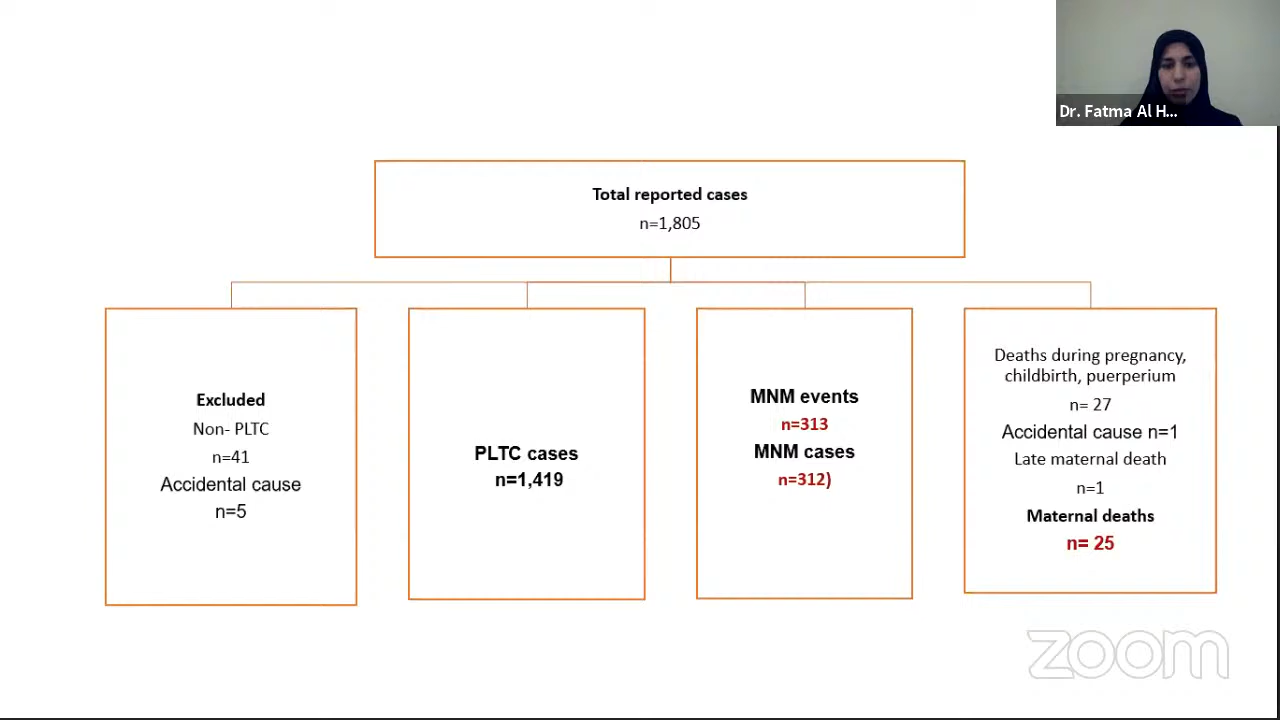 Dr. Fatma Al H...
Total reported cases
n=1,805
Excluded
Non- PLTC
n=41
Accidental cause
n=5
PLTC cases
n=1,419
MNM events
n=313
MNM cases
n=312)
Deaths during pregnancy,
childbirth, puerperium
n= 27
Accidental cause n=1
Late maternal death
n=1
Maternal deaths
n= 25
zoom